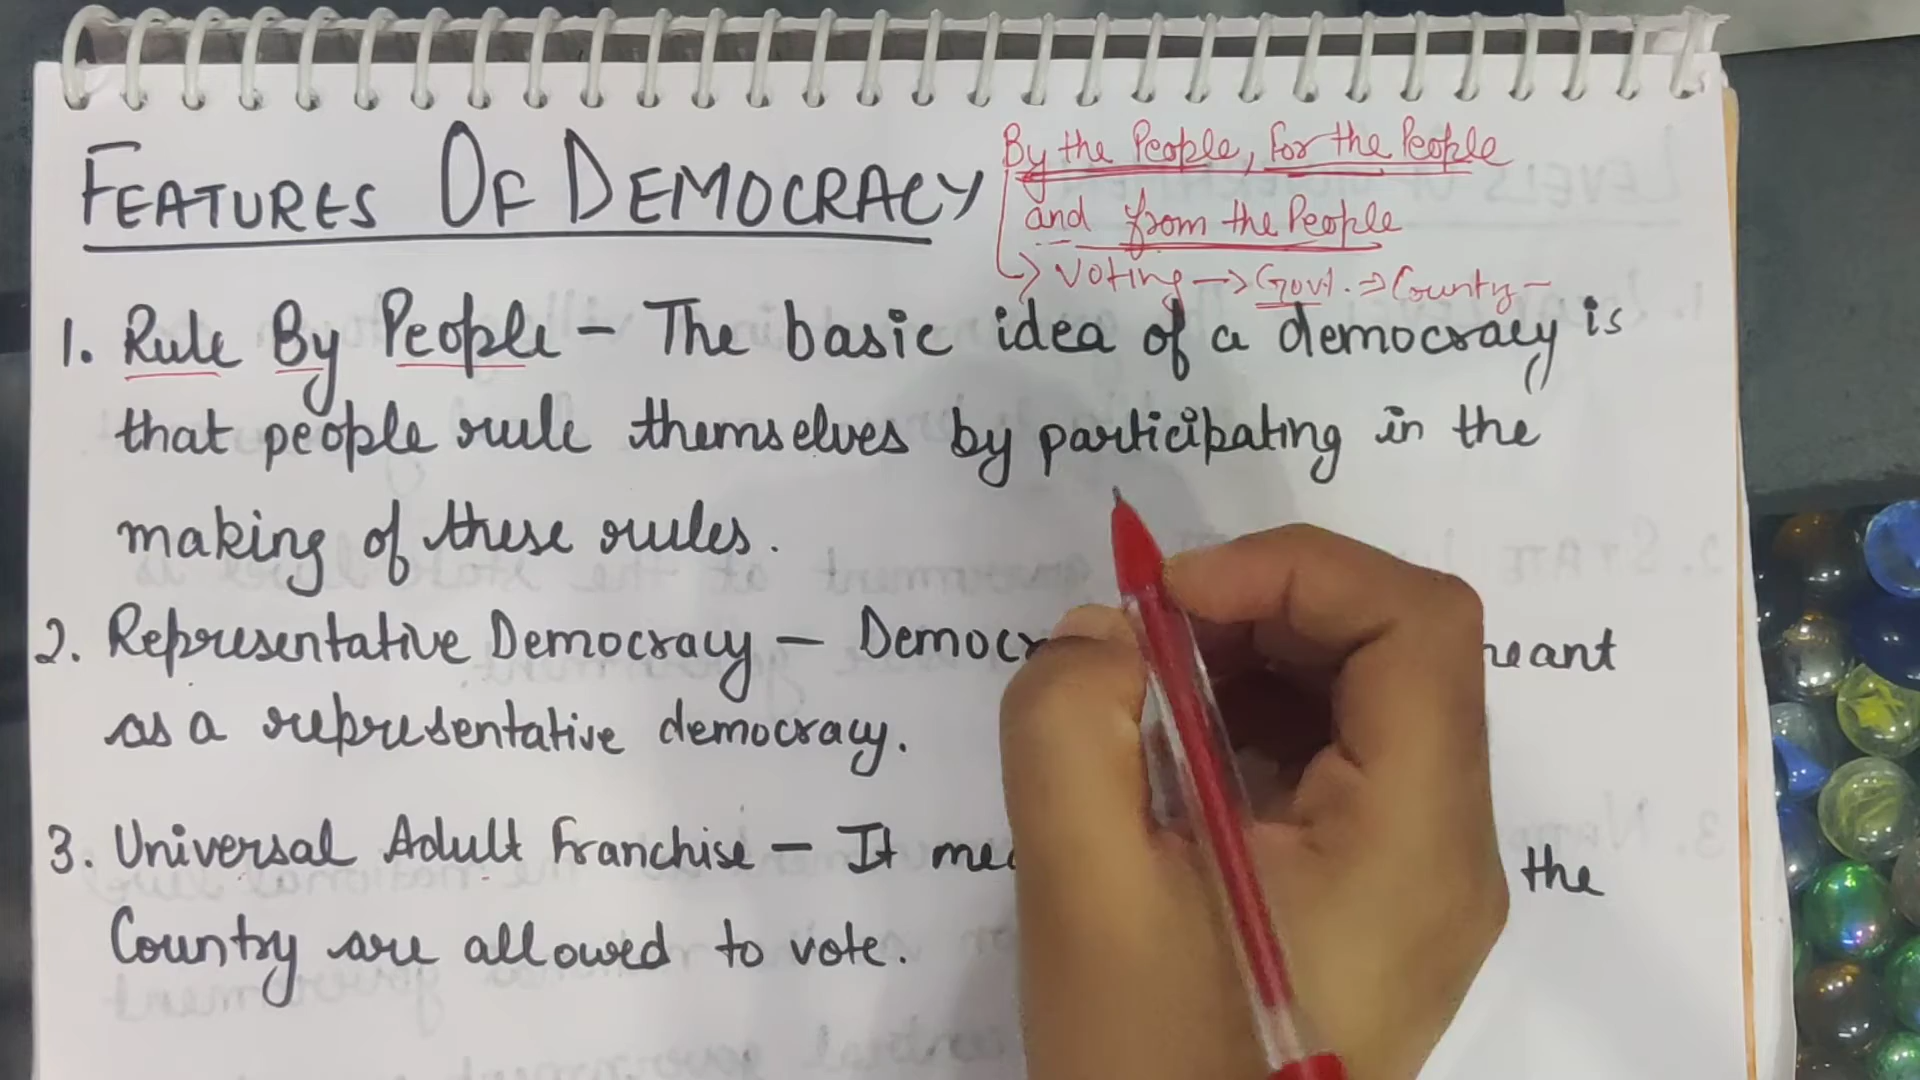 FEATURES OF DEMOCRACY
By the People, For the People
and from the People
→ Voting → Govt. → Country -
1. Rule By People - The basic idea of a democracy is
that people rule themselves by participating in the
making of these rules.
2. Representative Democracy - Democr
as a representative democracy.
3. Universal Adult Franchise - It the
Country are allowed to vote.